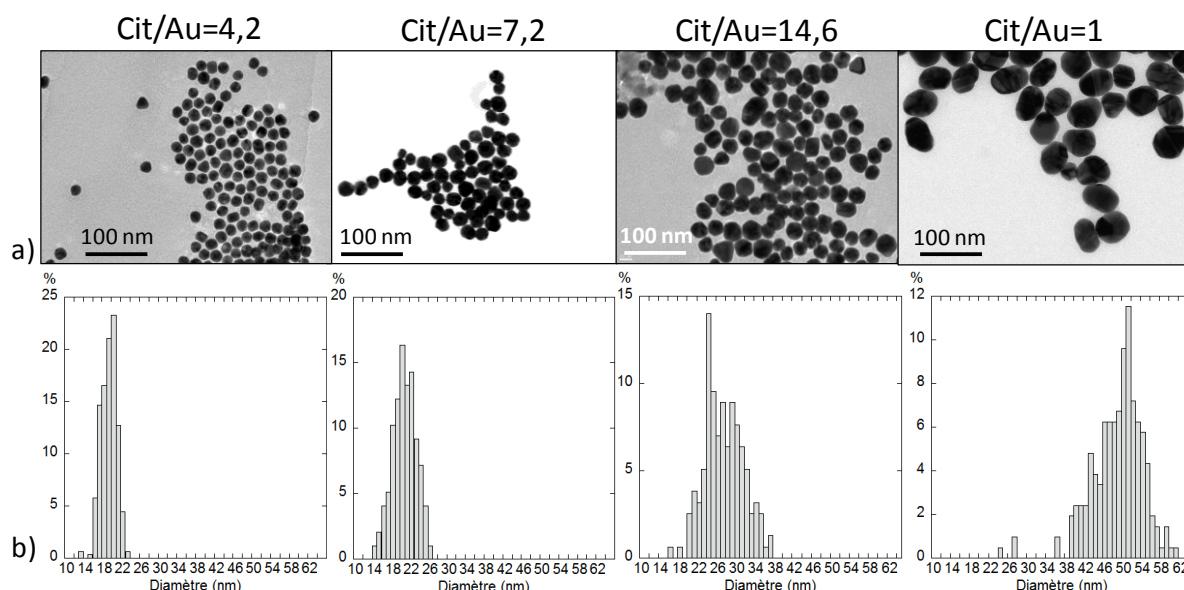 Cit/Au=4,2 Cit/Au=7,2 Cit/Au=14,6 Cit/Au=1
a) 100 nm 100 nm 100 nm 100 nm
% % % %
25 20 15 12
20 15 10 10
15 10 5 8
10 5 0 6
5 0 4
0 2
0
b)
10 14 18 22 26 30 34 38 42 46 50 54 58 62 10 14 18 22 26 30 34 38 42 46 50 54 58 62 10 14 18 22 26 30 34 38 42 46 50 54 58 62 10 14 18 22 26 30 34 38 42 46 50 54 58 62
Diamètre (nm) Diamètre (nm) Diamètre (nm) Diamètre (nm)